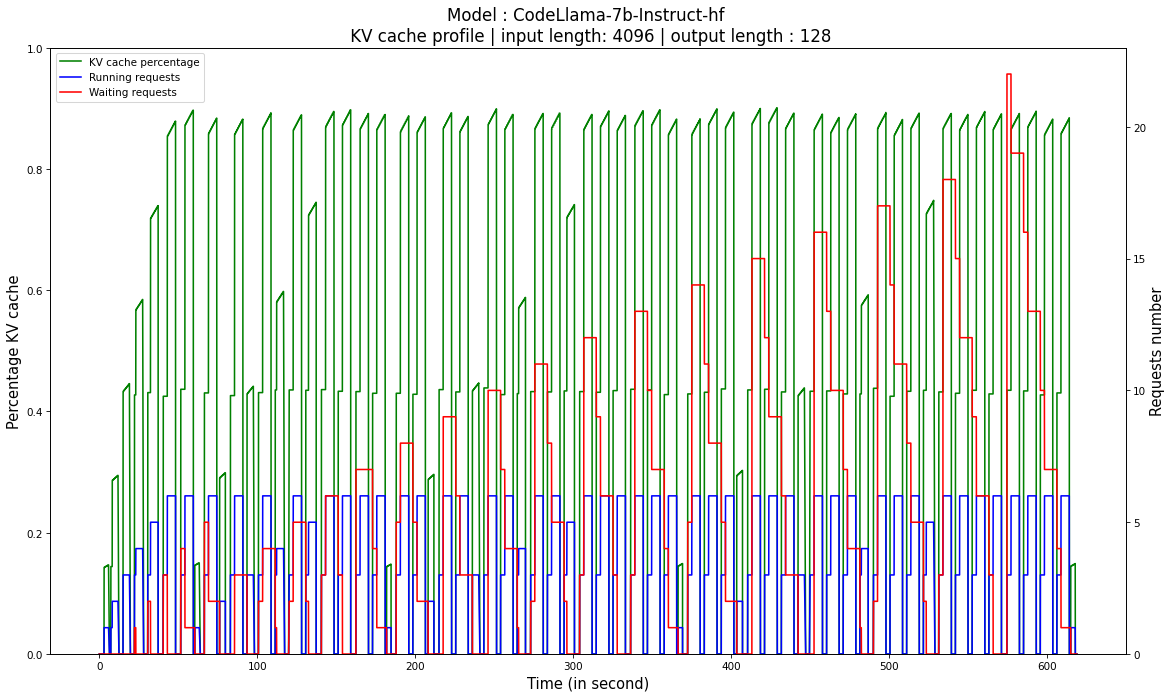 Model : CodeLlama-7b-Instruct-hf
KV cache profile | input length: 4096 | output length : 128
KV cache percentage
Running requests
Waiting requests
Percentage KV cache
1.0
0.8
0.6
0.4
0.2
0.0
20
15
10
5
0
Requests number
0 100 200 300 400 500 600
Time (in second)